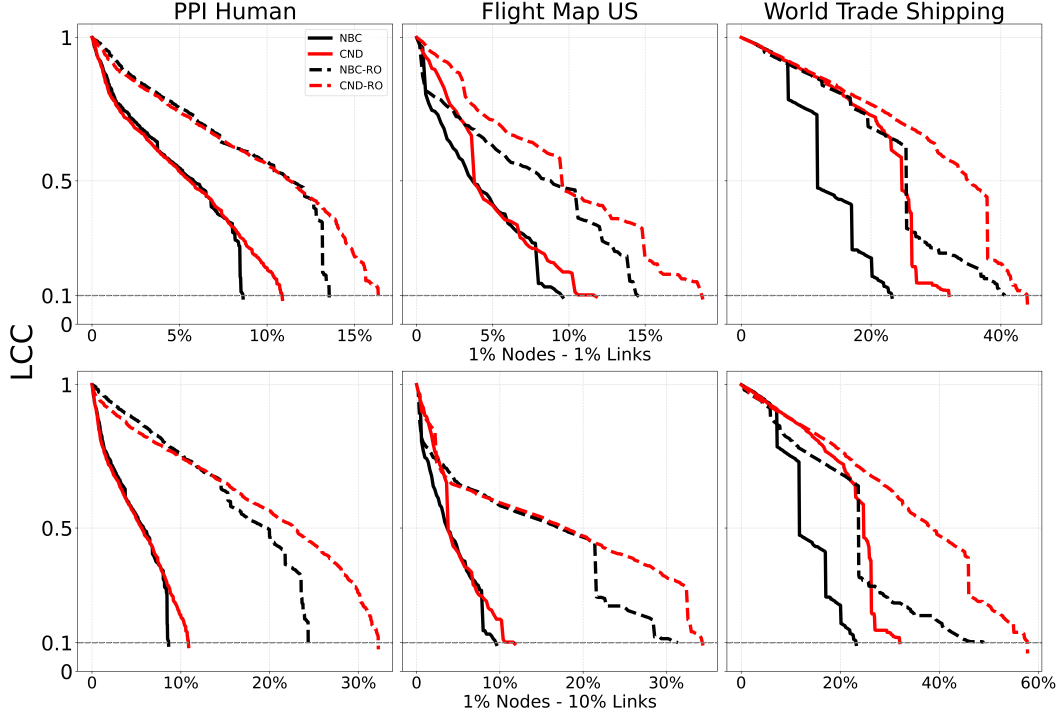 PPI Human
Flight Map US
World Trade Shipping
NBC
CND
NBC-RO
CND-RO
LCC
1
0.5
0.1
0
0 5% 10% 15%
0 5% 10% 15%
0 20% 40%
1% Nodes - 1% Links
1
0.5
0.1
0
0 10% 20% 30%
0 10% 20% 30%
0 20% 40% 60%
1% Nodes - 10% Links